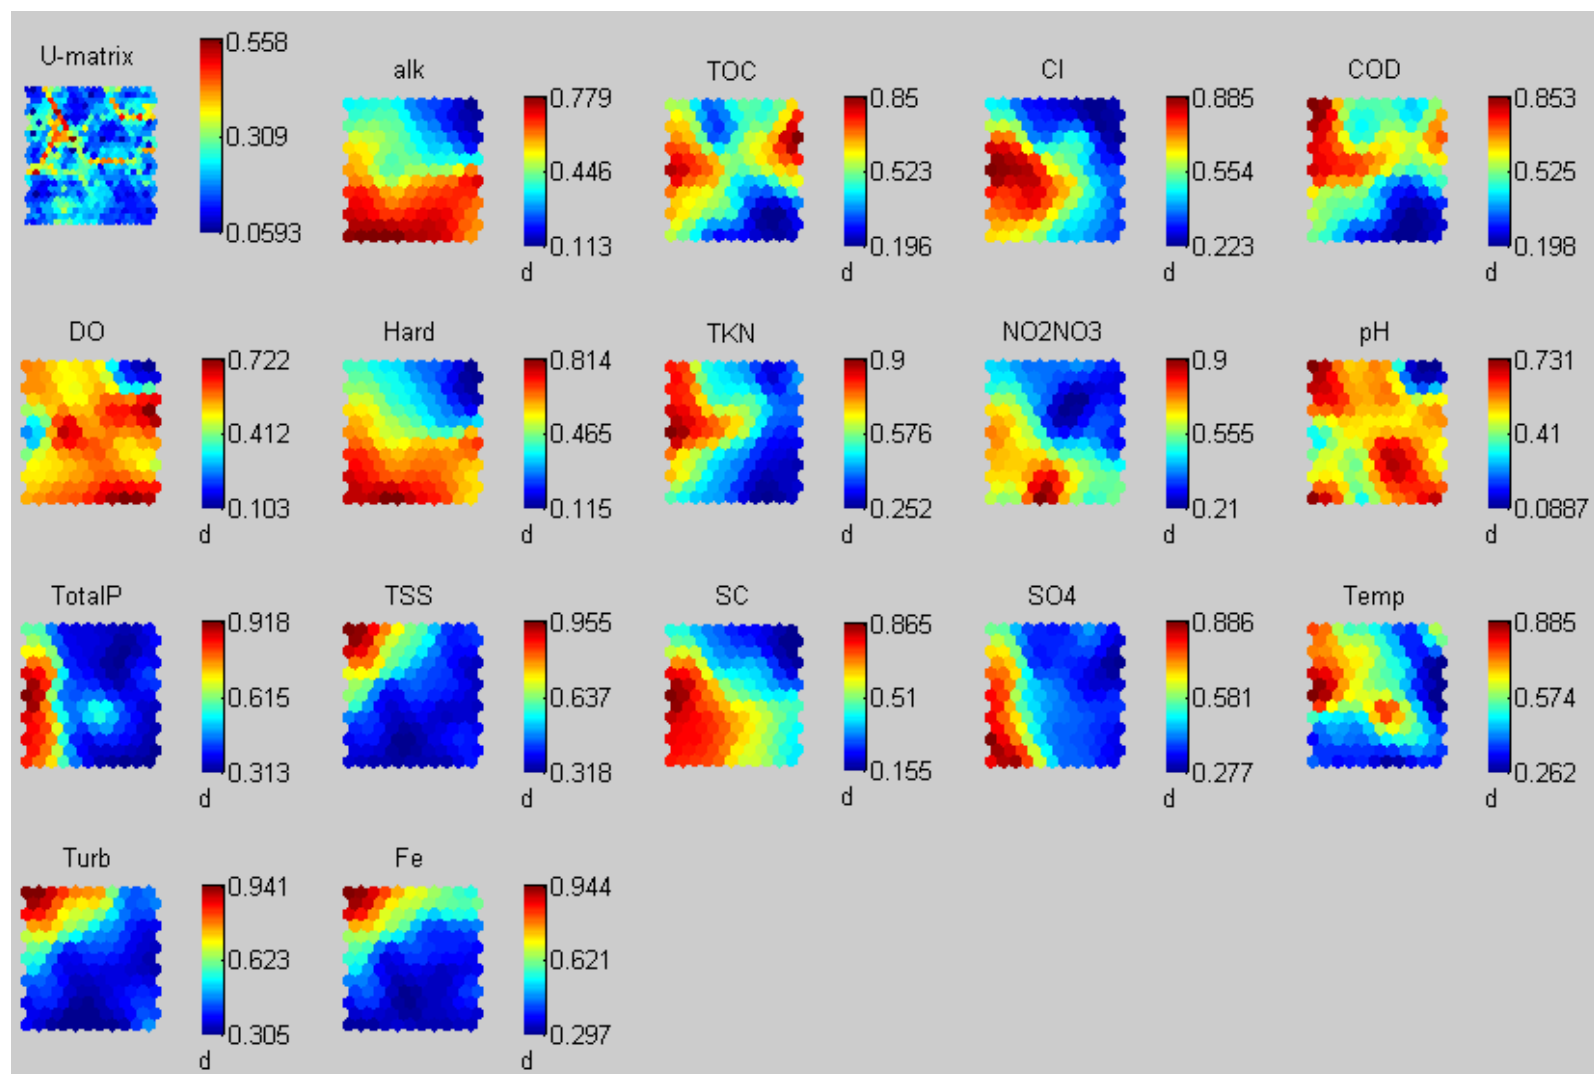 U-matrix
0.558
0.309
0.0593
alk
0.779
0.446
0.113
d
TOC
0.85
0.523
0.196
d
Cl
0.885
0.554
0.223
d
COD
0.853
0.525
0.198
d
DO
0.722
0.412
0.103
d
Hard
0.814
0.465
0.115
d
TKN
0.9
0.576
0.252
d
NO2NO3
0.9
0.555
0.21
d
pH
0.731
0.41
0.0887
d
TotalP
0.918
0.615
0.313
d
TSS
0.955
0.637
0.318
d
SC
0.865
0.51
0.155
d
SO4
0.886
0.581
0.277
d
Temp
0.885
0.574
0.262
d
Turb
0.941
0.623
0.305
d
Fe
0.944
0.621
0.297
d